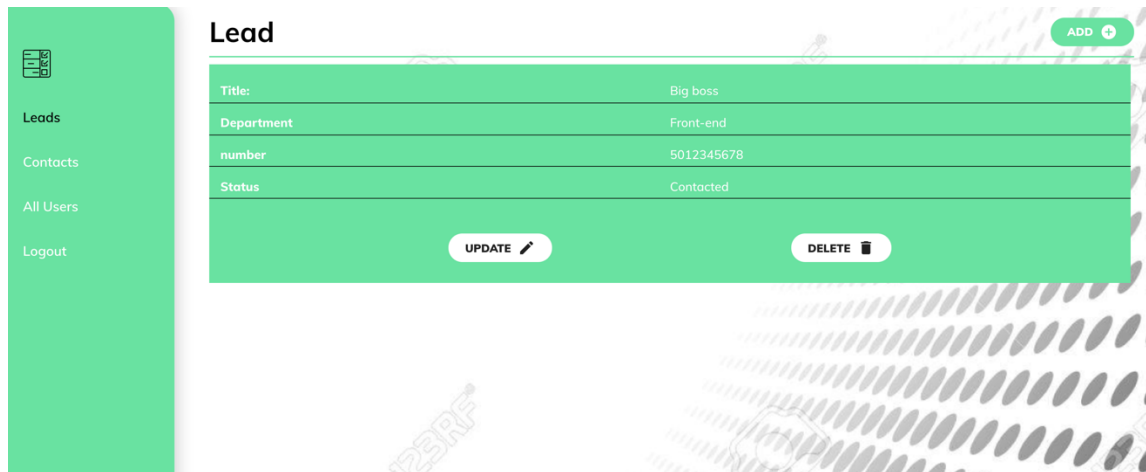 Lead
ADD
Leads
Contacts
All Users
Logout
Title: Big boss
Department Front-end
number 5012345678
Status Contacted
UPDATE DELETE
123RF